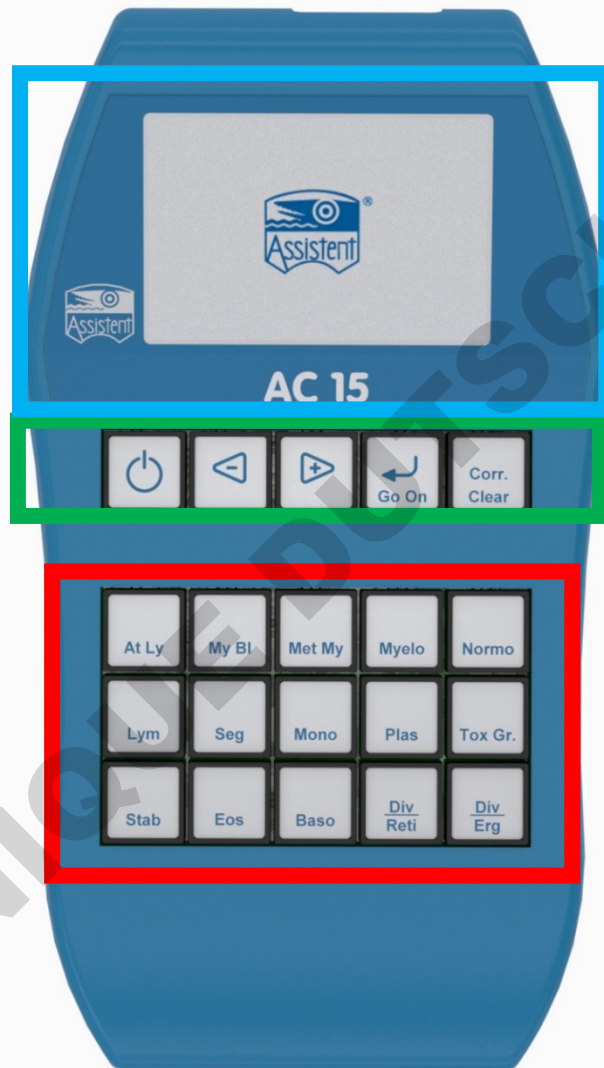 Assistent
®
Assistent
AC 15
Go On
Corr.
Clear
At Ly
My Bl
Met My
Myelo
Normo
Lym
Seg
Mono
Plas
Tox Gr.
Stab
Eos
Baso
Div
Reti
Div
Erg